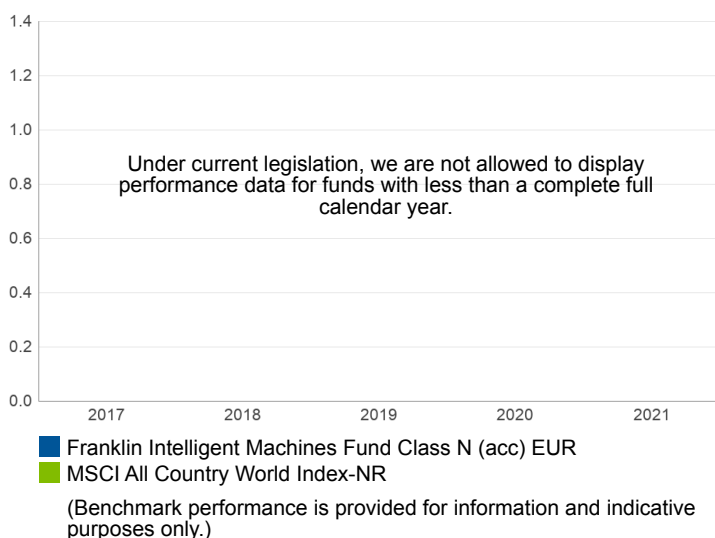 1.4
1.2
1.0
Under current legislation, we are not allowed to display
performance data for funds with less than a complete full
calendar year.
0.8
0.6
0.4
0.2
0.0
2017 2018 2019 2020 2021
Franklin Intelligent Machines Fund Class N (acc) EUR
MSCI All Country World Index-NR
(Benchmark performance is provided for information and indicative
purposes only.)